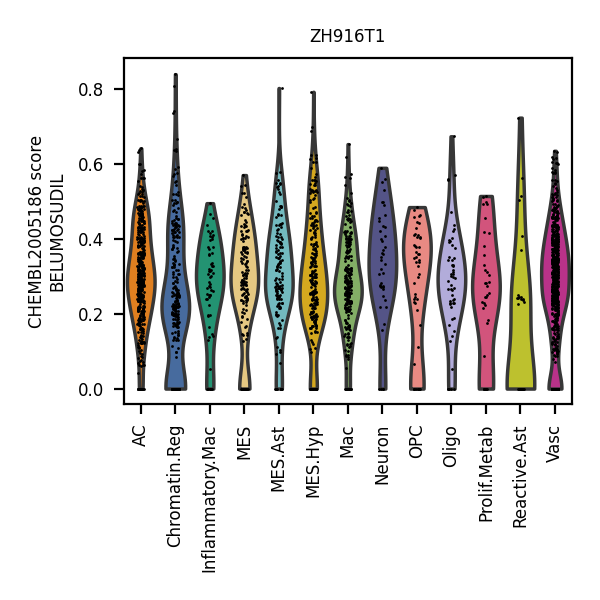 ZH916T1
CHEMBL2005186 score
BELUMOSUDIL
0.8
0.6
0.4
0.2
0.0
AC
Chromatin.Reg
Inflammatory.Mac
MES
MES.Ast
MES.Hyp
Mac
Neuron
OPC
Oligo
Prolif.Metab
Reactive.Ast
Vasc